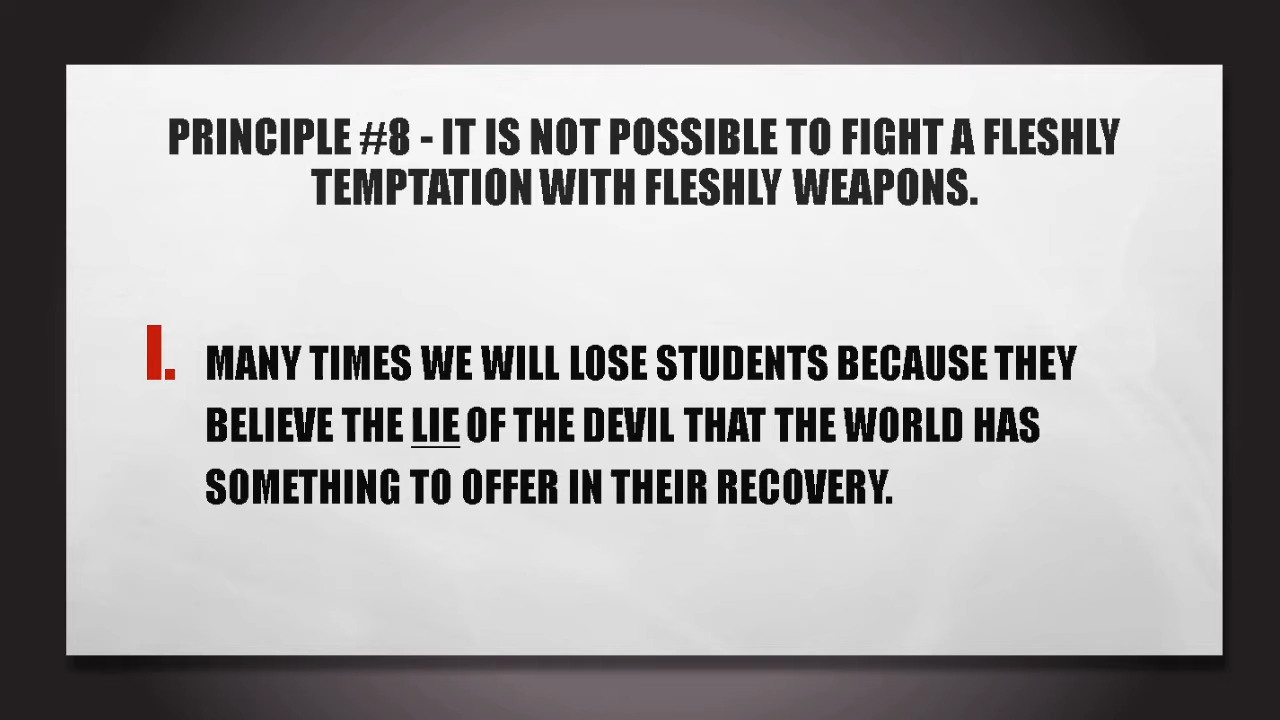 PRINCIPLE #8 - IT IS NOT POSSIBLE TO FIGHT A FLESHLY
TEMPTATION WITH FLESHLY WEAPONS.
I. MANY TIMES WE WILL LOSE STUDENTS BECAUSE THEY
BELIEVE THE LIE OF THE DEVIL THAT THE WORLD HAS
SOMETHING TO OFFER IN THEIR RECOVERY.